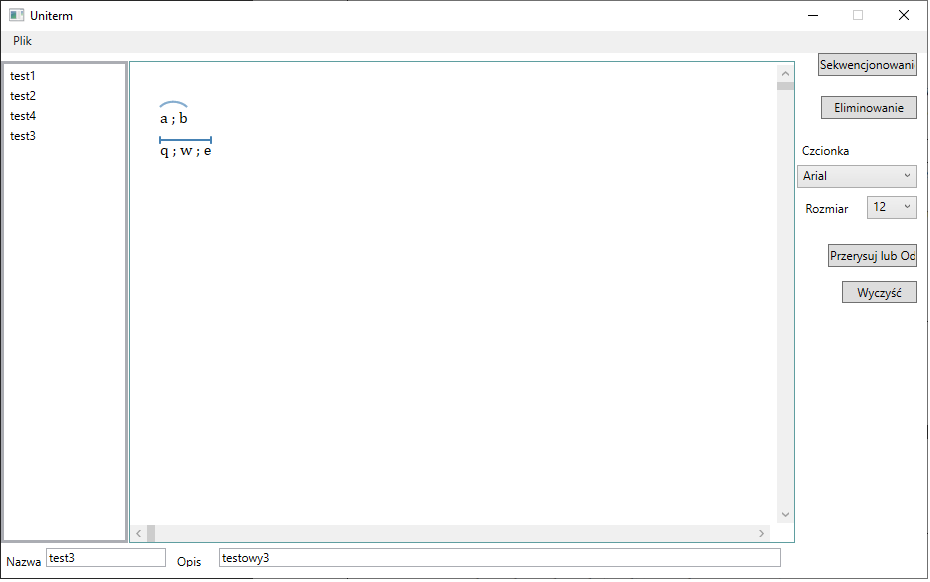 Uniterm
Plik
test1
test2
test4
test3
a ; b
q ; w ; e
Sekwencjonowani
Eliminowanie
Czcionka
Arial
Rozmiar
12
Przerysuj lub Od
Wyczyść
Nazwa
test3
Opis
testowy3